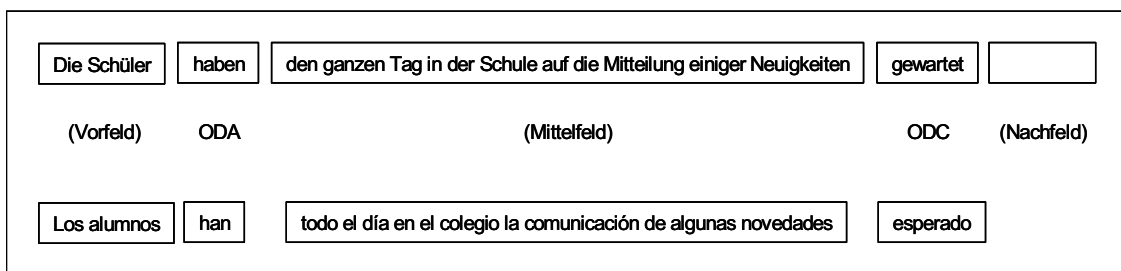 Die Schüler haben den ganzen Tag in der Schule auf die Mitteilung einiger Neuigkeiten gewartet
(Vorfeld) ODA (Mittelfeld) ODC (Nachfeld)
Los alumnos han todo el día en el colegio la comunicación de algunas novedades esperado